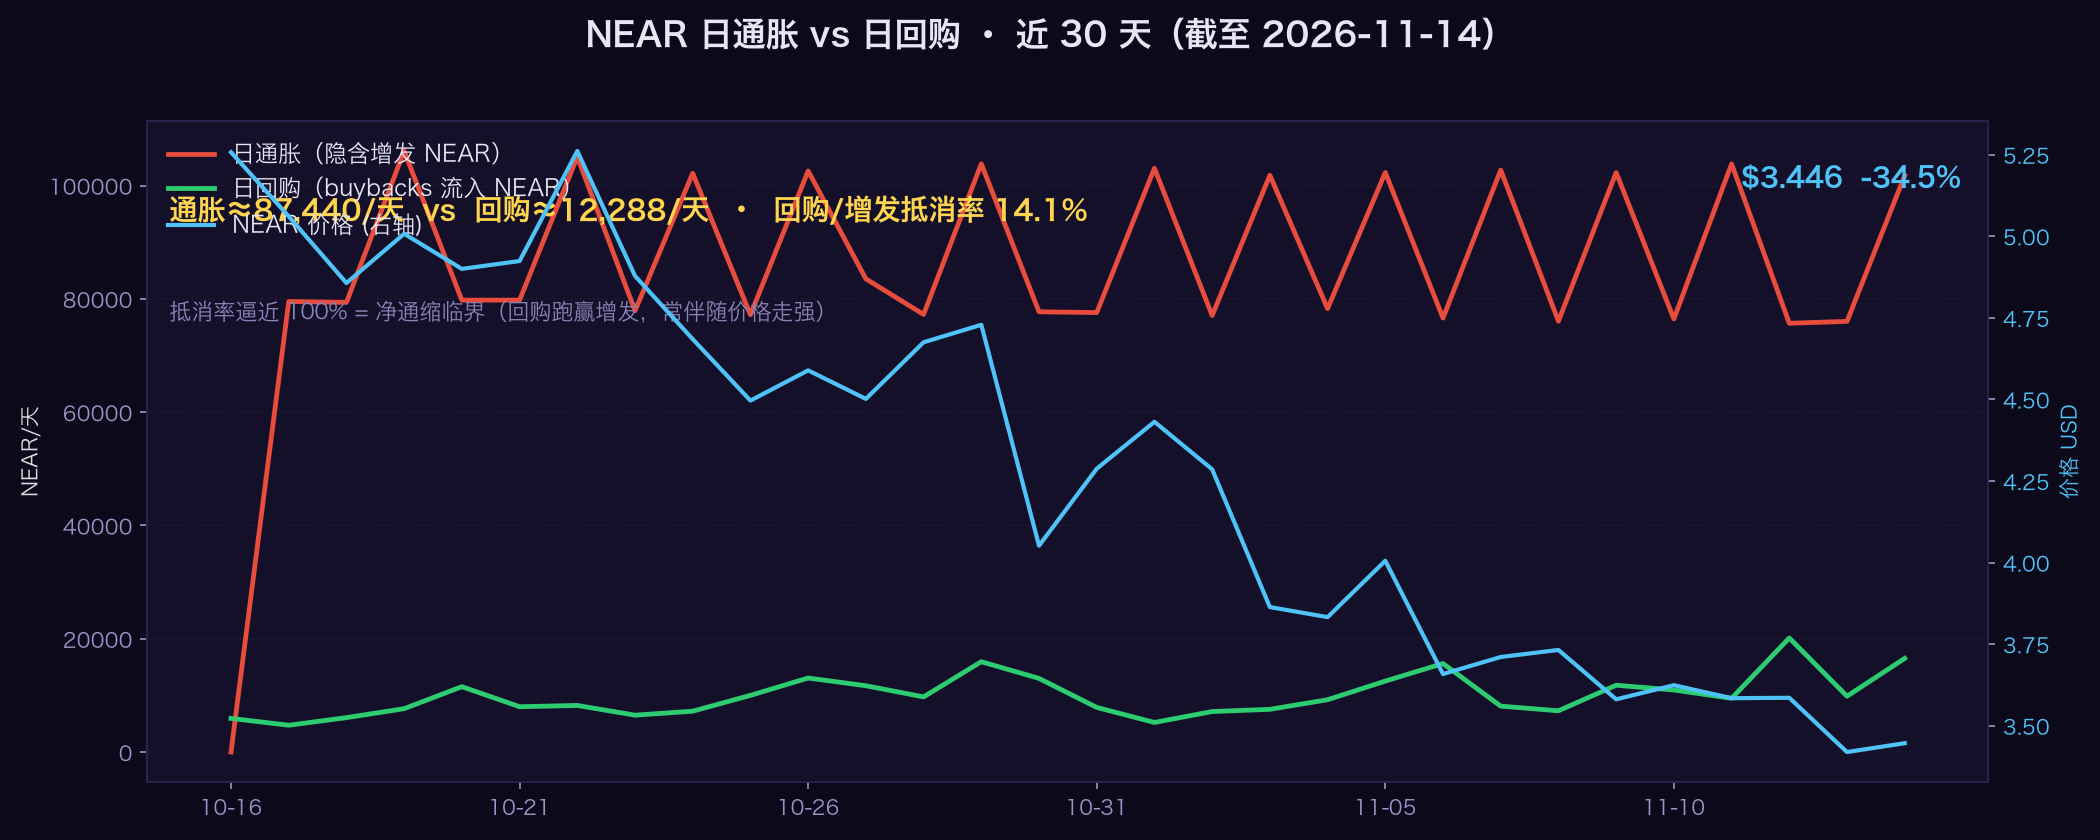 NEAR 日通胀 vs 日回购 · 近 30 天（截至 2026-11-14）
日通胀（隐含增发 NEAR）
日回购（buybacks 流入 NEAR）
NEAR 价格 (右轴)
通胀≈87,440/天 vs 回购≈12,288/天 · 回购/增发抵消率 14.1%
抵消率逼近 100% = 净通缩临界（回购跑赢增发，常伴随价格走强）
$3.446 -34.5%
NEAR/天
100000
80000
60000
40000
20000
0
5.25
5.00
4.75
4.50
4.25
4.00
3.75
3.50
价格 USD
10-16
10-21
10-26
10-31
11-05
11-10